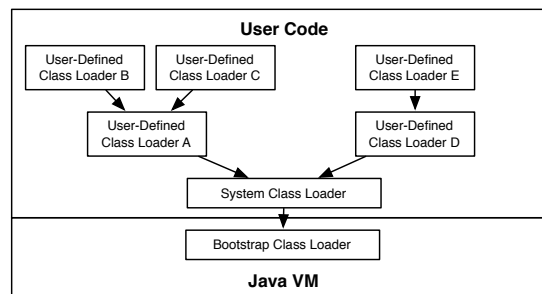 User Code
User-Defined
Class Loader B
User-Defined
Class Loader C
User-Defined
Class Loader E
User-Defined
Class Loader A
User-Defined
Class Loader D
System Class Loader
Bootstrap Class Loader
Java VM